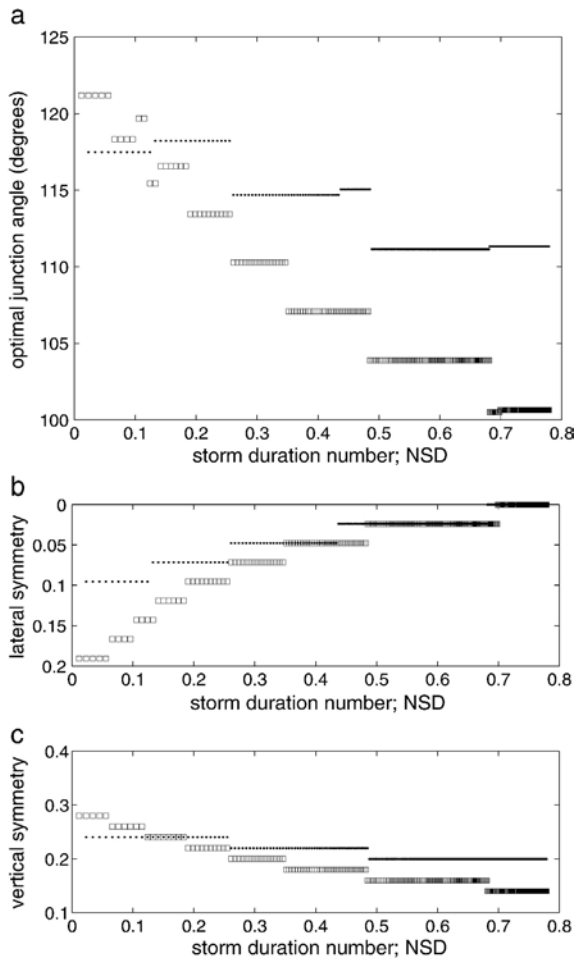 a
125
120
115
110
105
100
optimal junction angle (degrees)
0 0.1 0.2 0.3 0.4 0.5 0.6 0.7 0.8
storm duration number; NSD
b
0
0.05
0.1
0.15
0.2
lateral symmetry
0 0.1 0.2 0.3 0.4 0.5 0.6 0.7 0.8
storm duration number; NSD
c
0.4
0.3
0.2
0.1
vertical symmetry
0 0.1 0.2 0.3 0.4 0.5 0.6 0.7 0.8
storm duration number; NSD